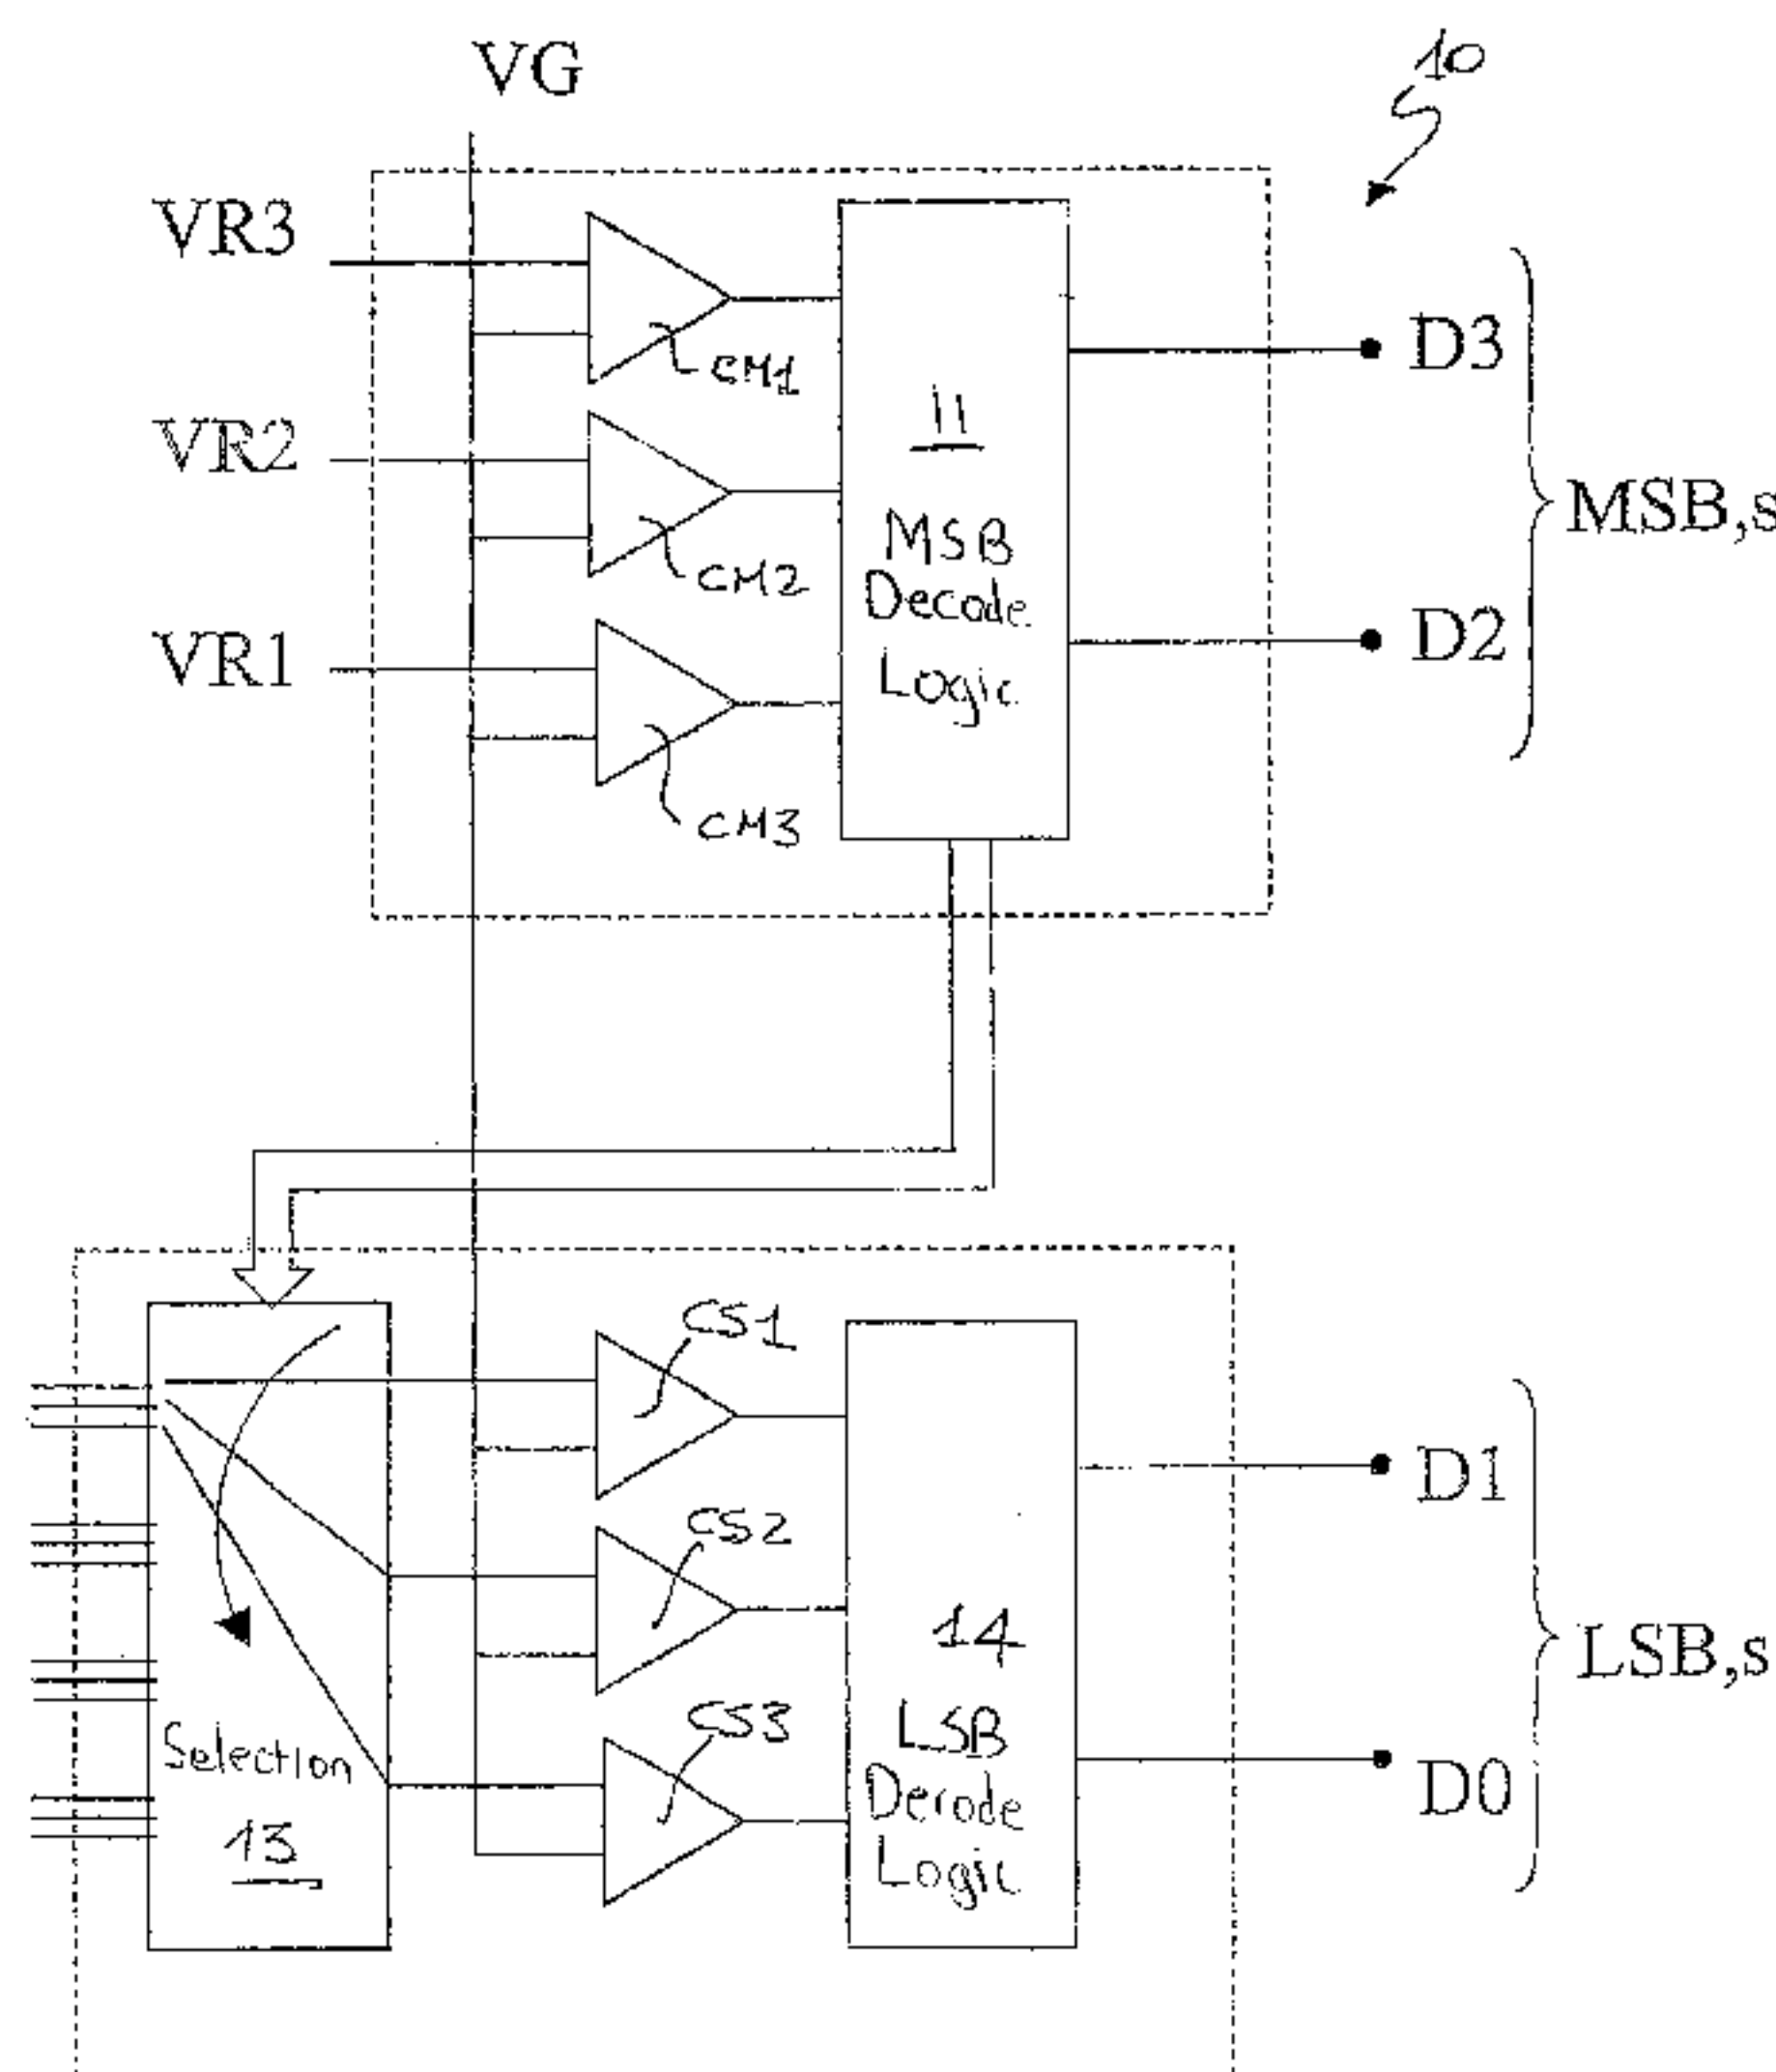 10
VG
VR3
CM1
D3
11
VR2
MSB,s
MSB
Decode
Logic
CM2
D2
VR1
CM3
CS1
D1
CS2
14
LSB,s
LSB
Decode
Logic
CS3
Selection
13
D0